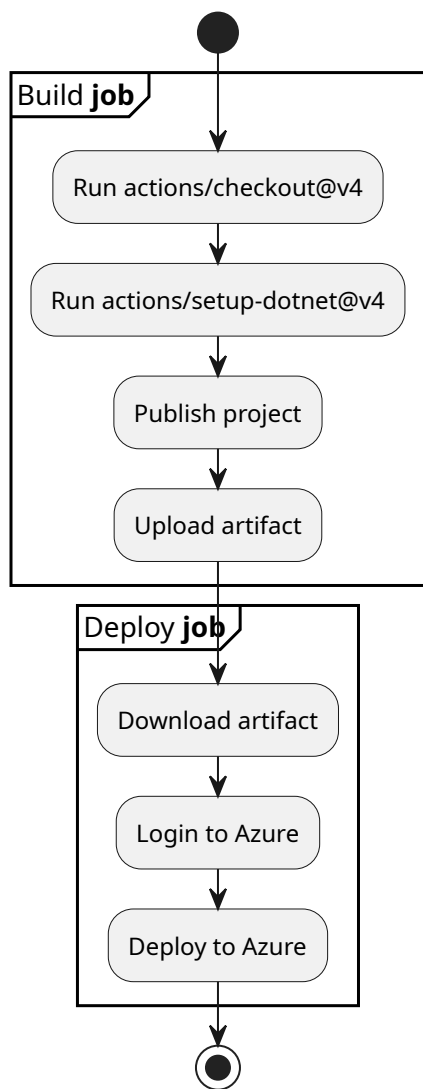 Build job
Run actions/checkout@v4
Run actions/setup-dotnet@v4
Publish project
Upload artifact
Deploy job
Download artifact
Login to Azure
Deploy to Azure